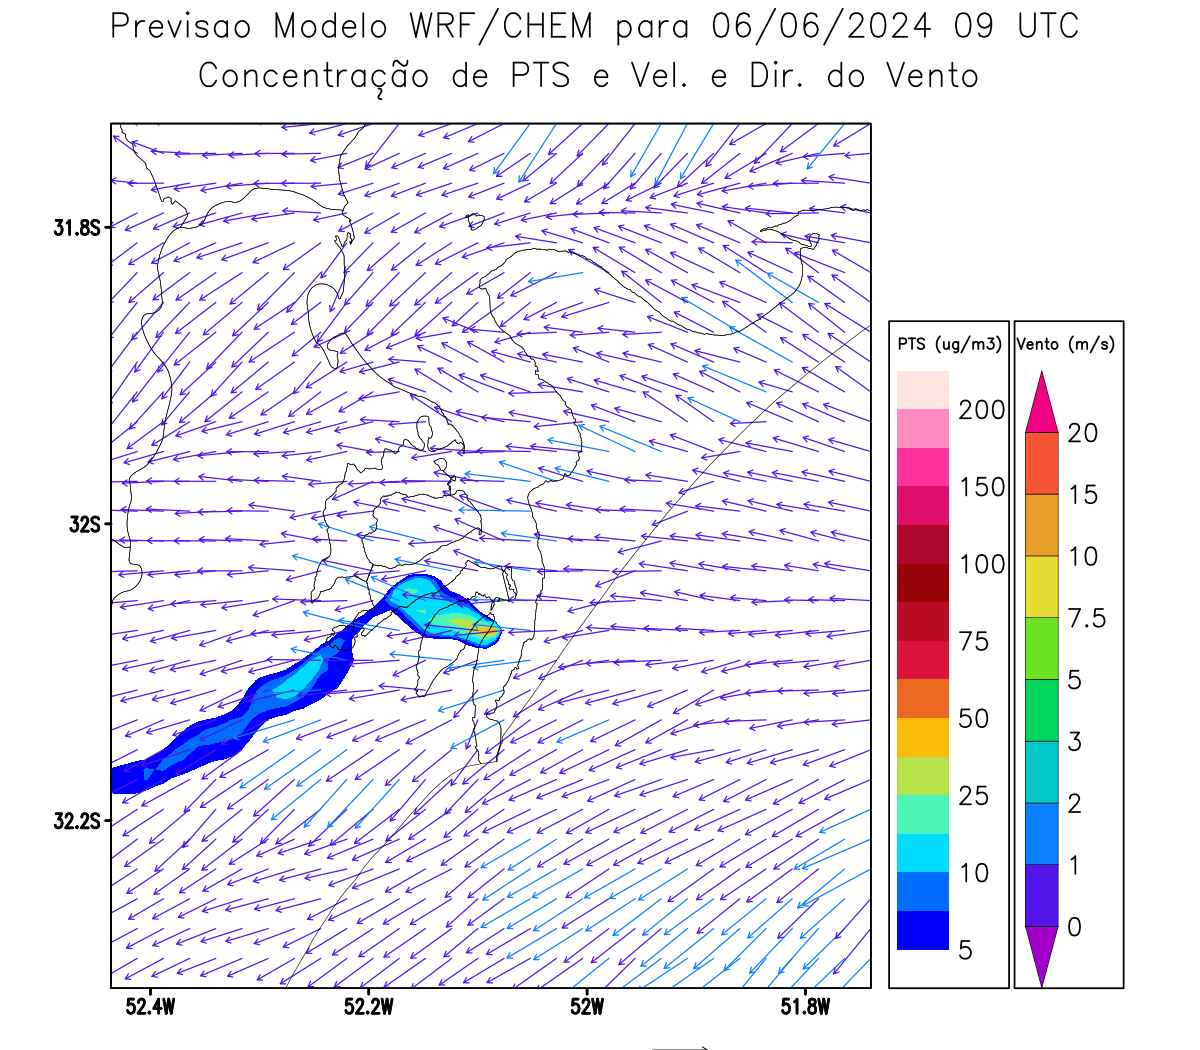 Previsao Modelo WRF/CHEM para 06/06/2024 09 UTC
Concentração de PTS e Vel. e Dir. do Vento
31.8S
32S
32.2S
52.4W 52.2W 52W 51.8W
PTS (ug/m3)
200
150
100
75
50
25
10
5
Vento (m/s)
20
15
10
7.5
5
3
2
1
0